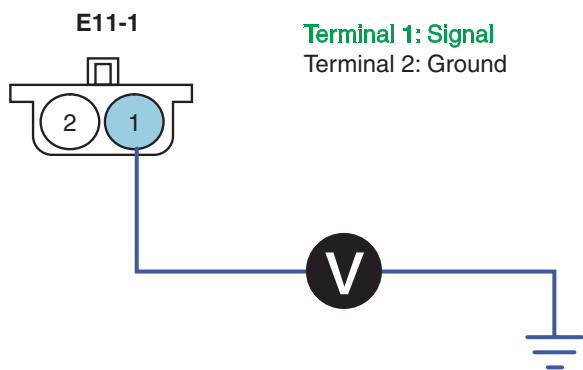 E11-1
Terminal 1: Signal
Terminal 2: Ground
2 1
V